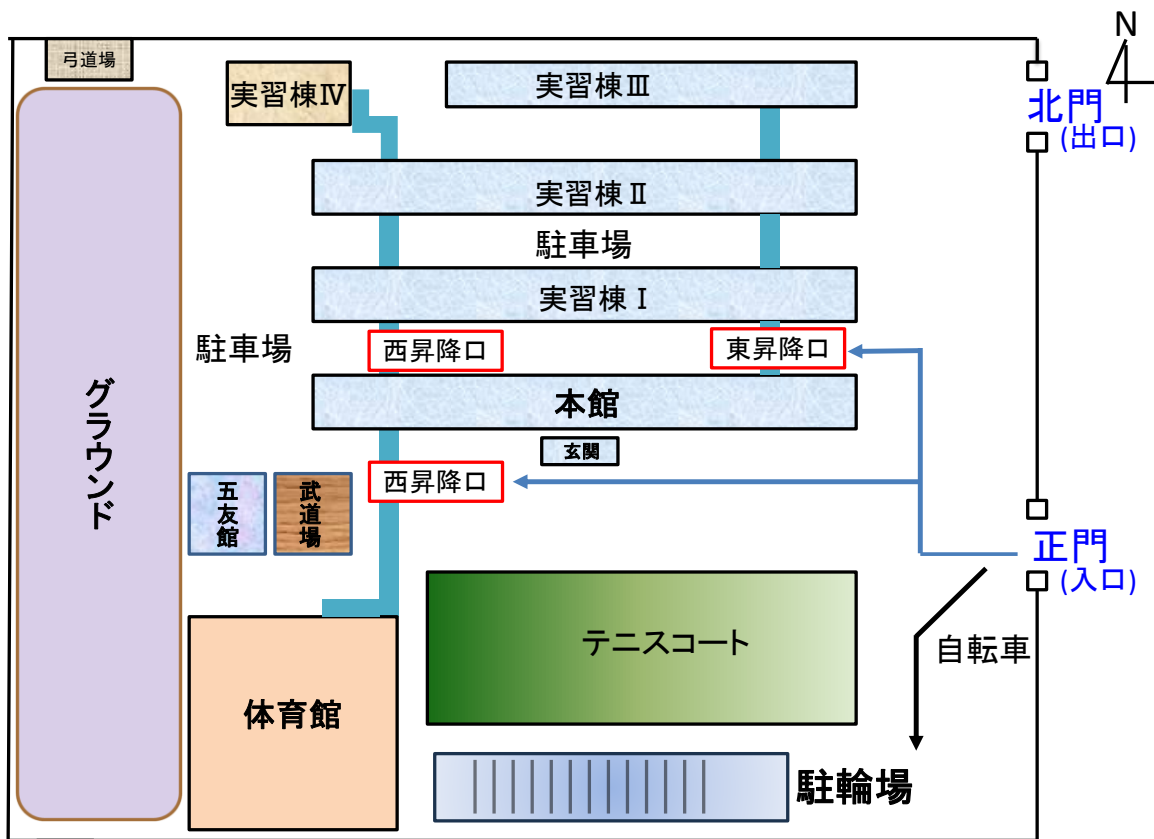 N
弓道場
実習棟Ⅳ
実習棟Ⅲ
北門
(出口)
実習棟Ⅱ
駐車場
実習棟Ⅰ
駐車場
西昇降口
東昇降口
グラウンド
本館
玄関
西昇降口
五友館
武道場
正門
(入口)
テニスコート
自転車
体育館
駐輪場